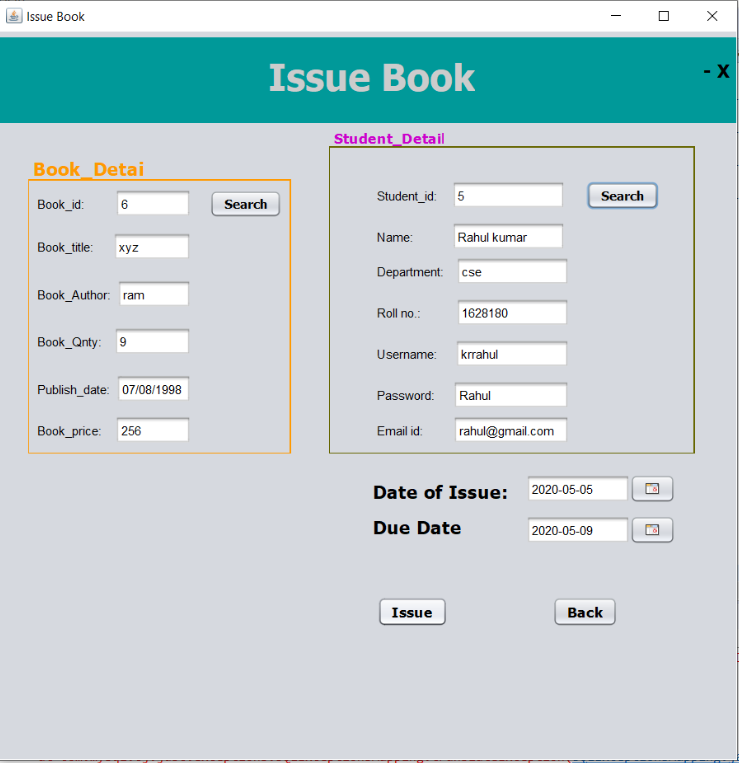 Issue Book
Issue Book
- X
Student_Detail
Book_Detai
Book_id: 6 Search
Book_title: xyz
Book_Author: ram
Book_Qnty: 9
Publish_date: 07/08/1998
Book_price: 256
Student_id: 5 Search
Name: Rahul kumar
Department: cse
Roll no.: 1628180
Username: krrahul
Password: Rahul
Email id: rahul@gmail.com
Date of Issue: 2020-05-05
Due Date 2020-05-09
Issue Back